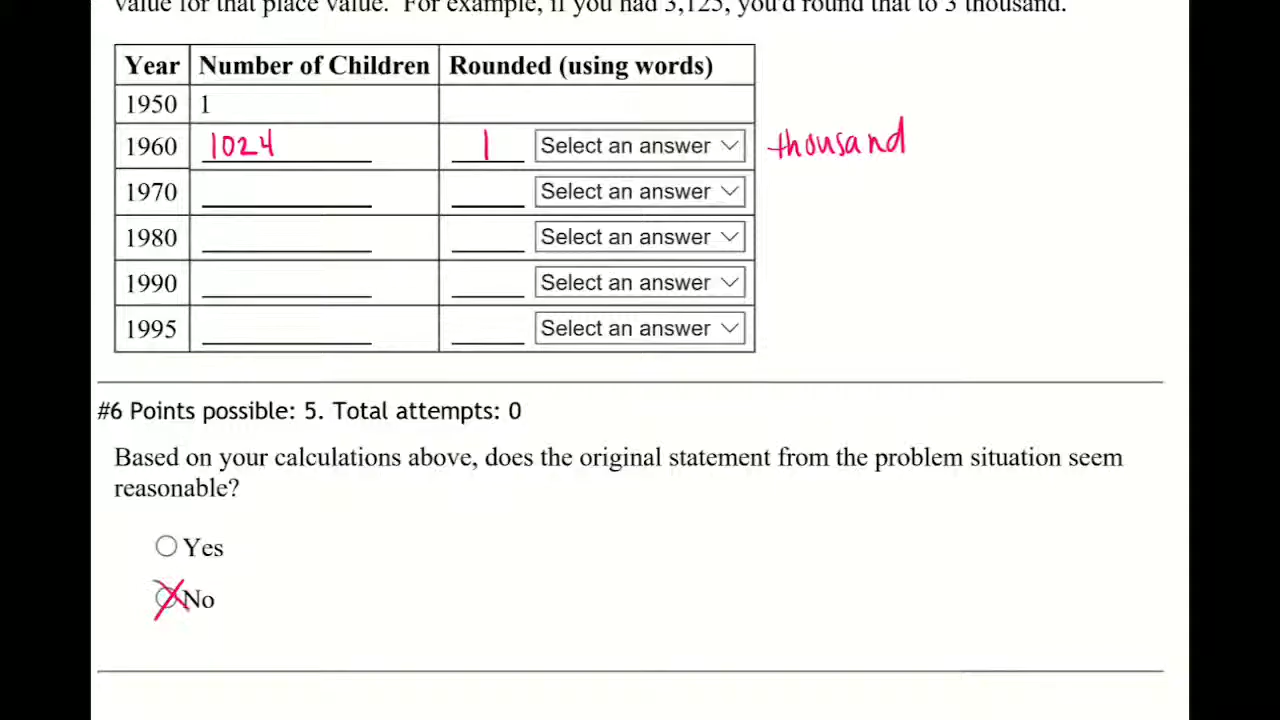 value for that place value. For example, if you had 3,125, you'd round that to 3 thousand.
Year Number of Children Rounded (using words)
1950 1
1960 1024 1 Select an answer thousand
1970 Select an answer
1980 Select an answer
1990 Select an answer
1995 Select an answer
#6 Points possible: 5. Total attempts: 0
Based on your calculations above, does the original statement from the problem situation seem
reasonable?
Yes
No